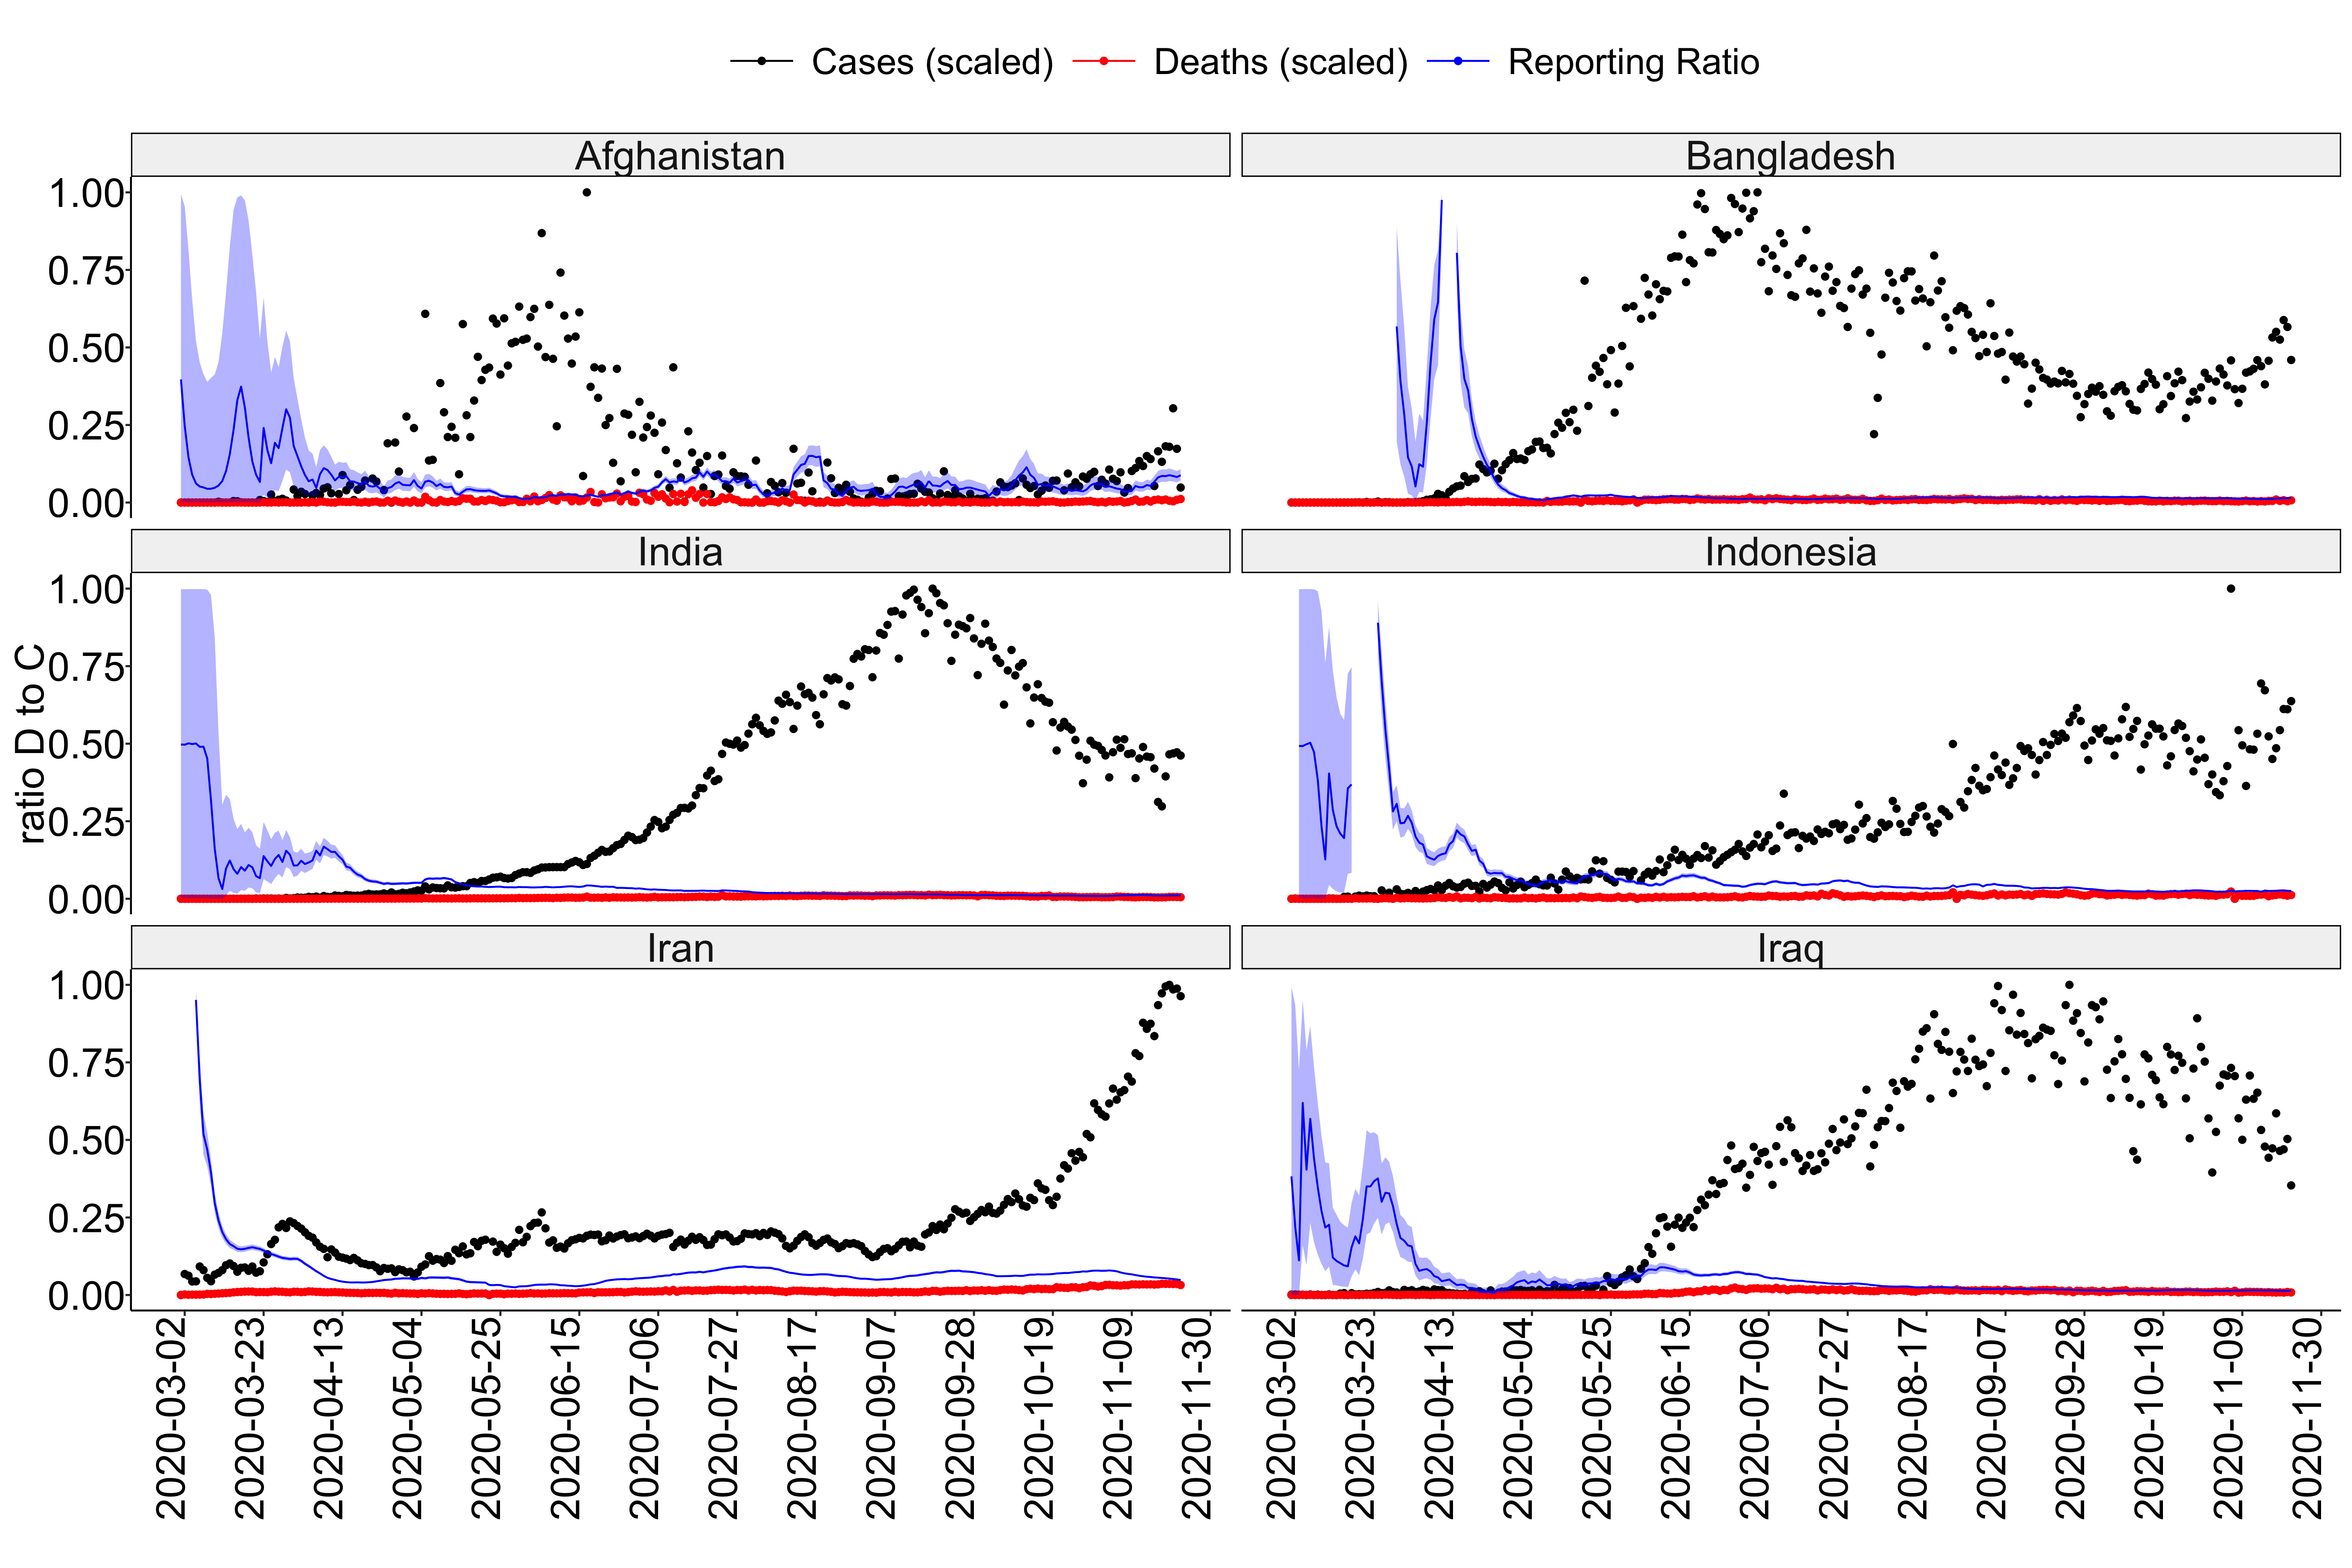 Cases (scaled) Deaths (scaled) Reporting Ratio
Afghanistan Bangladesh
1.00
0.75
0.50
0.25
0.00
India Indonesia
1.00
0.75
0.50
0.25
0.00
ratio D to C
Iran Iraq
1.00
0.75
0.50
0.25
0.00
2020-03-02 2020-03-23 2020-04-13 2020-05-04 2020-05-25 2020-06-15 2020-07-06 2020-07-27 2020-08-17 2020-09-07 2020-09-28 2020-10-19 2020-11-09 2020-11-30 2020-03-02 2020-03-23 2020-04-13 2020-05-04 2020-05-25 2020-06-15 2020-07-06 2020-07-27 2020-08-17 2020-09-07 2020-09-28 2020-10-19 2020-11-09 2020-11-30